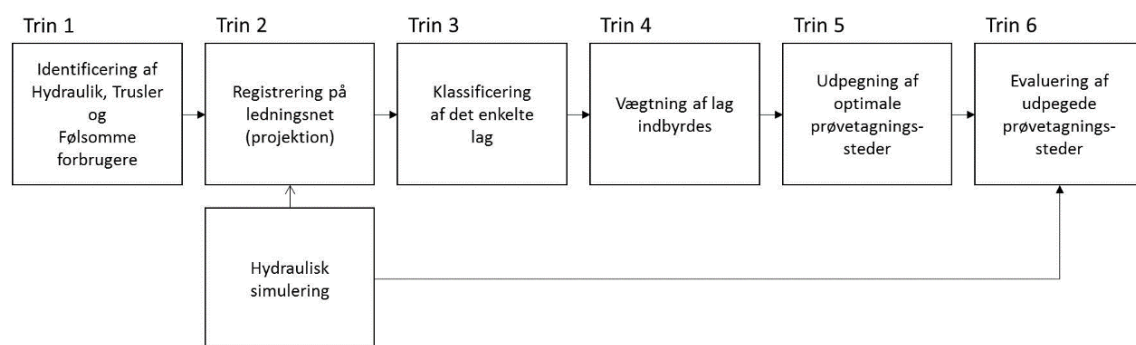 Trin 1
Identificering af
Hydraulik, Trusler
og
Følsomme
forbrugere
Trin 2
Registrering på
ledningsnet
(projektion)
Trin 3
Klassificering
af det enkelte
lag
Trin 4
Vægtning af lag
indbyrdes
Trin 5
Udpegning af
optimale
prøvetagnings-
steder
Trin 6
Evaluering af
udpegede
prøvetagnings-
steder
Hydraulisk
simulering